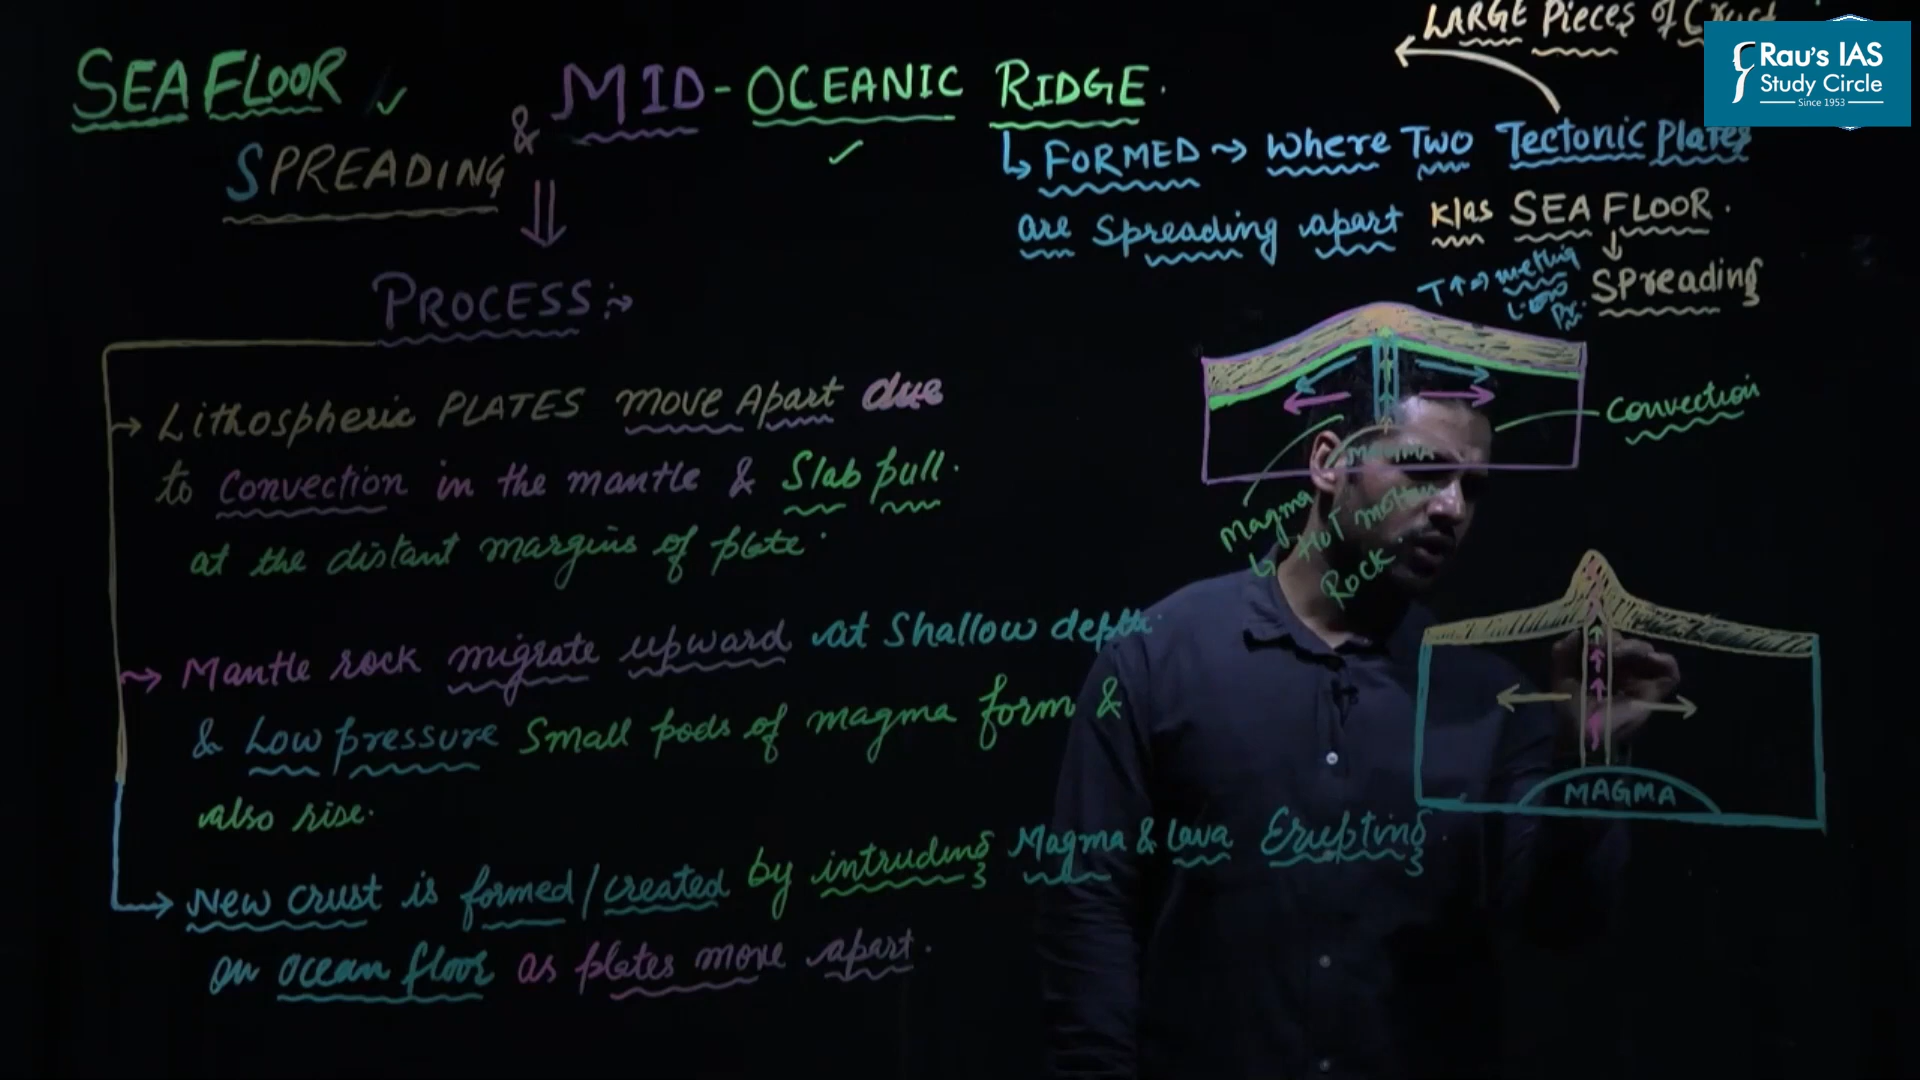 SEA FLOOR
SPREADING
& MID-OCEANIC RIDGE.
PROCESS:
Lithospheric PLATES move Apart due
to Convection in the mantle & Slab pull.
at the distant margins of plate.
Mantle rock migrate upward at Shallow depth.
& Low pressure Small pods of magma form &
also rise.
New crust is formed/created by intruding Magma & lava Erupting
on ocean floor as plates move apart.
LARGE Pieces of Crust
FORMED Where Two Tectonic Plates
are Spreading apart K/as SEA FLOOR.
Spreading
T↑ ⇒ melting
Convection
MAGMA
Magma
HOT molten
Rock.
MAGMA
Rau's IAS
Study Circle
Since 1953